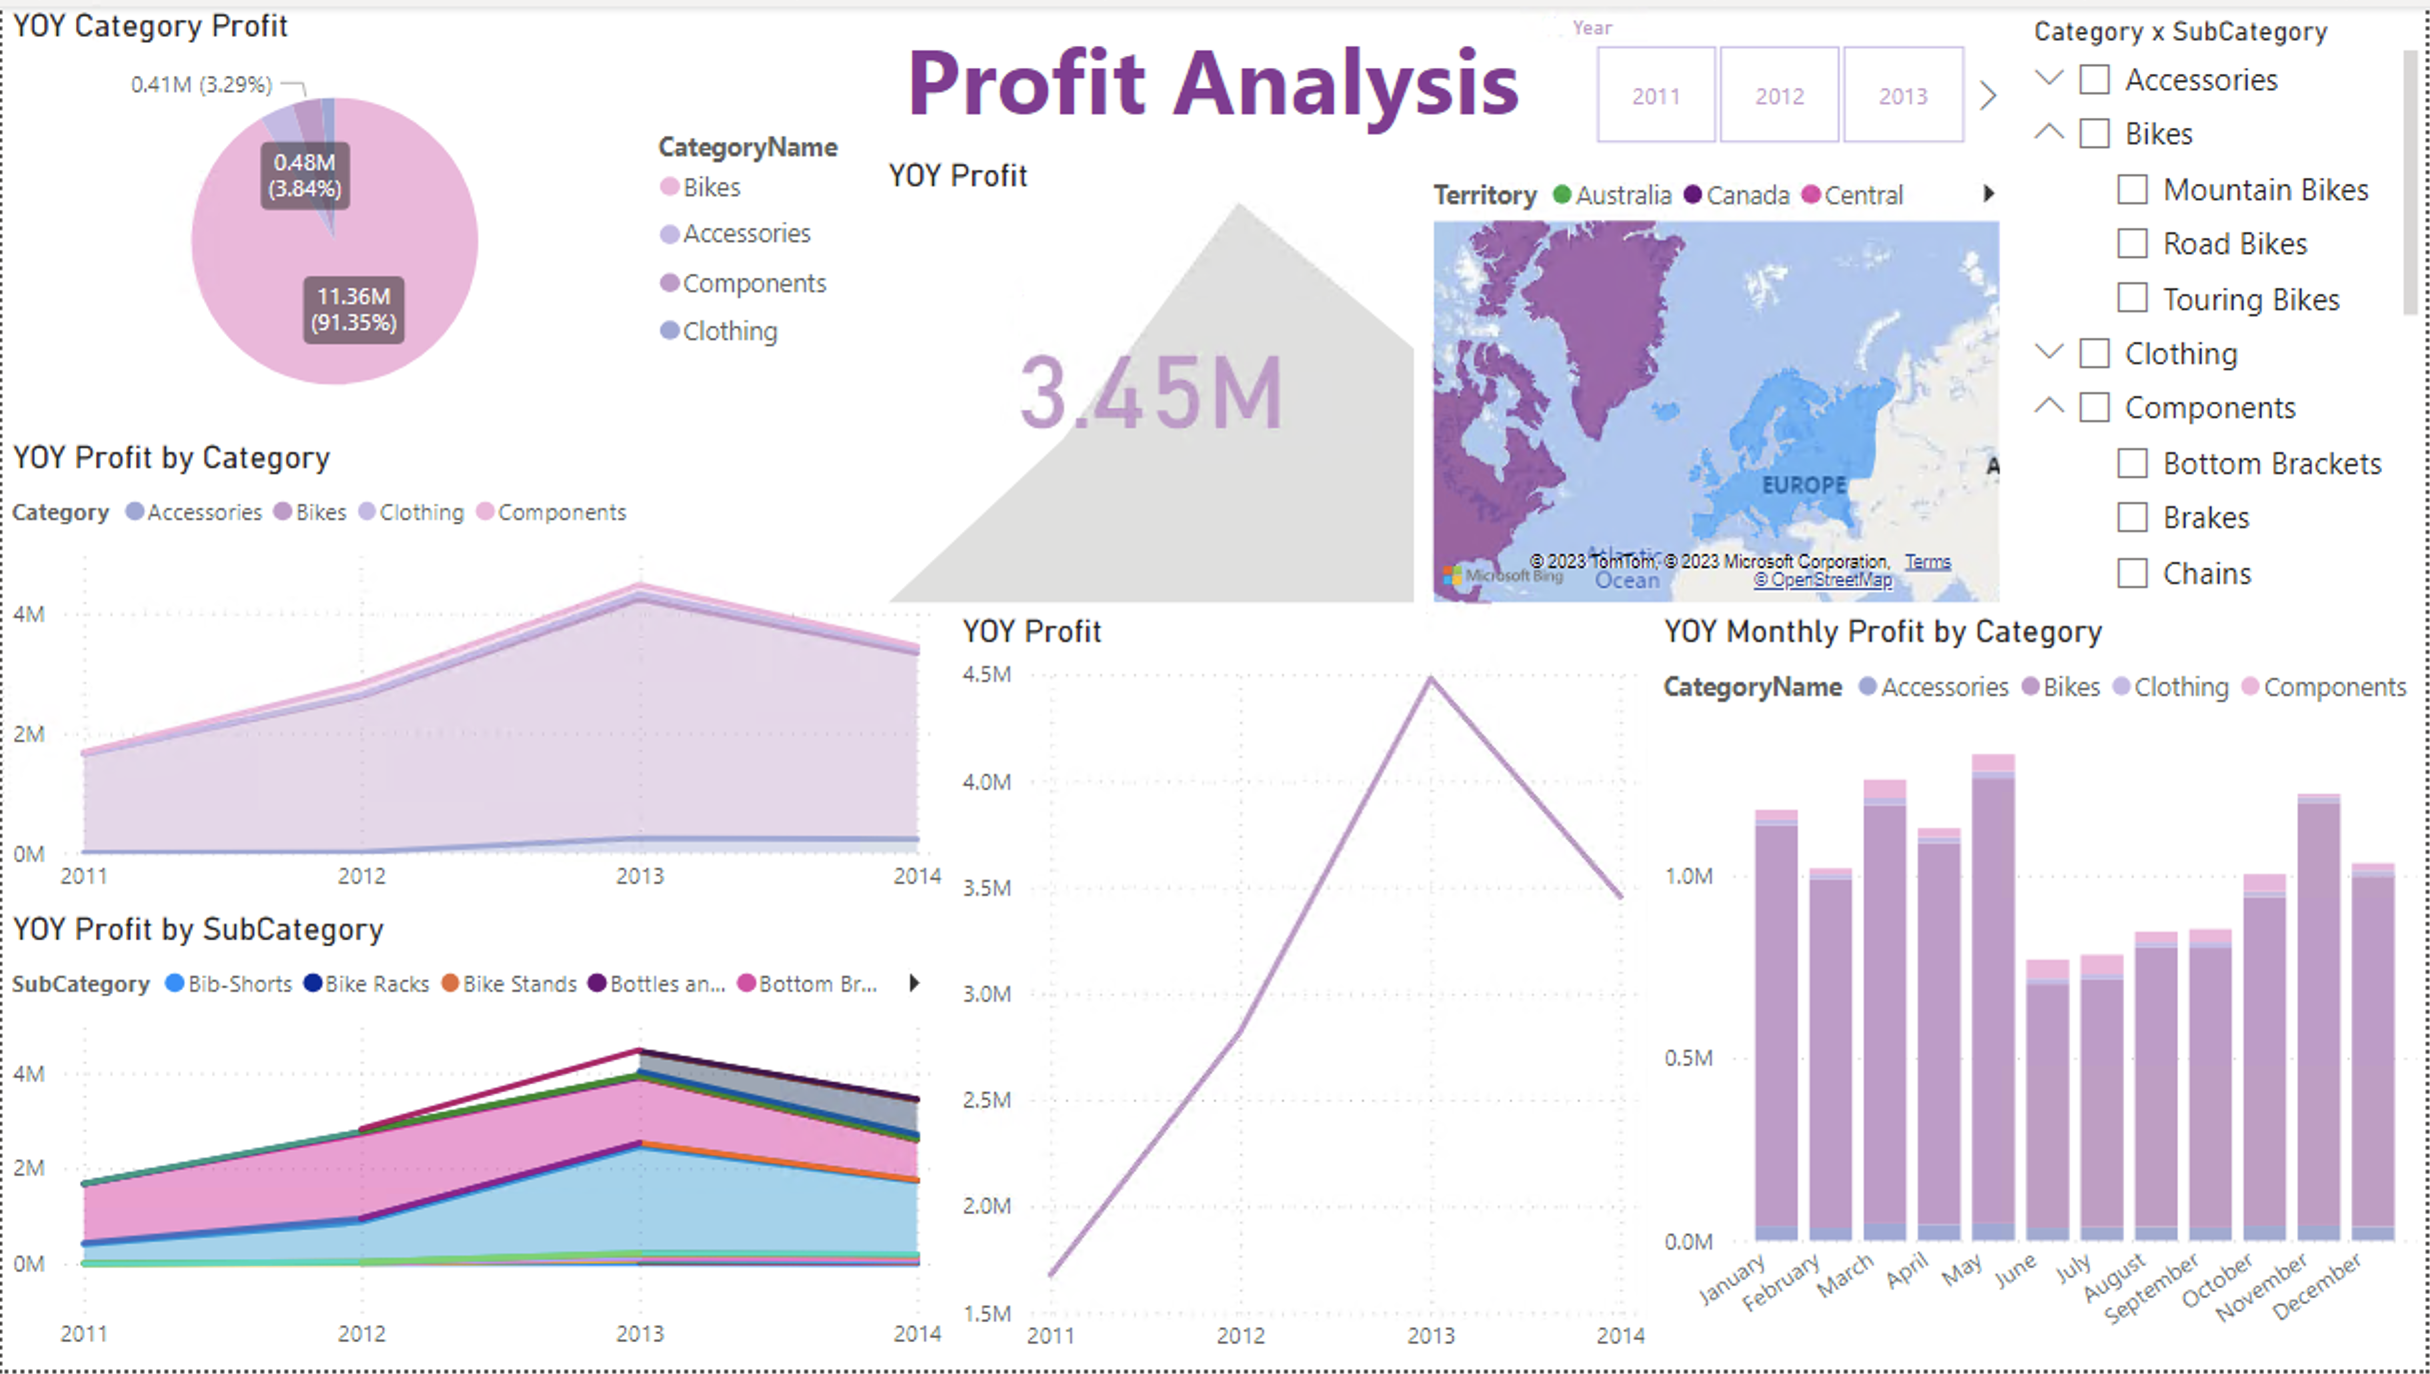 YOY Category Profit
0.41M (3.29%)
0.48M
(3.84%)
11.36M
(91.35%)
CategoryName
Bikes
Accessories
Components
Clothing
Profit Analysis
Year
2011 2012 2013
Category x SubCategory
Accessories
Bikes
Mountain Bikes
Road Bikes
Touring Bikes
Clothing
Components
Bottom Brackets
Brakes
Chains
YOY Profit
3.45M
Territory Australia Canada Central
EUROPE
A
Atlantic
Ocean
© 2023 TomTom, © 2023 Microsoft Corporation, Terms
© OpenStreetMap
Microsoft Bing
YOY Profit by Category
Category Accessories Bikes Clothing Components
4M
2M
0M
2011 2012 2013 2014
YOY Profit by SubCategory
SubCategory Bib-Shorts Bike Racks Bike Stands Bottles an... Bottom Br...
4M
2M
0M
2011 2012 2013 2014
YOY Profit
4.5M
4.0M
3.5M
3.0M
2.5M
2.0M
1.5M
2011 2012 2013 2014
YOY Monthly Profit by Category
CategoryName Accessories Bikes Clothing Components
1.0M
0.5M
0.0M
January February March April May June July August September October November December